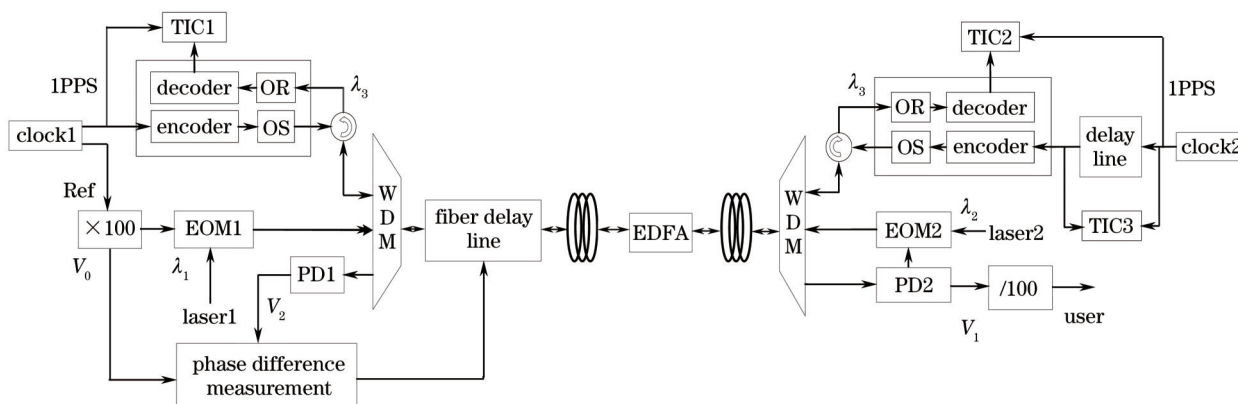 TIC1
1PPS
decoder
OR
λ3
encoder
OS
clock1
Ref
×100
EOM1
V0
λ1
laser1
PD1
V2
phase difference
measurement
W
D
M
fiber delay
line
EDFA
W
D
M
TIC2
λ3
OR
decoder
OS
encoder
1PPS
delay
line
clock2
TIC3
λ2
EOM2
laser2
PD2
/100
V1
user